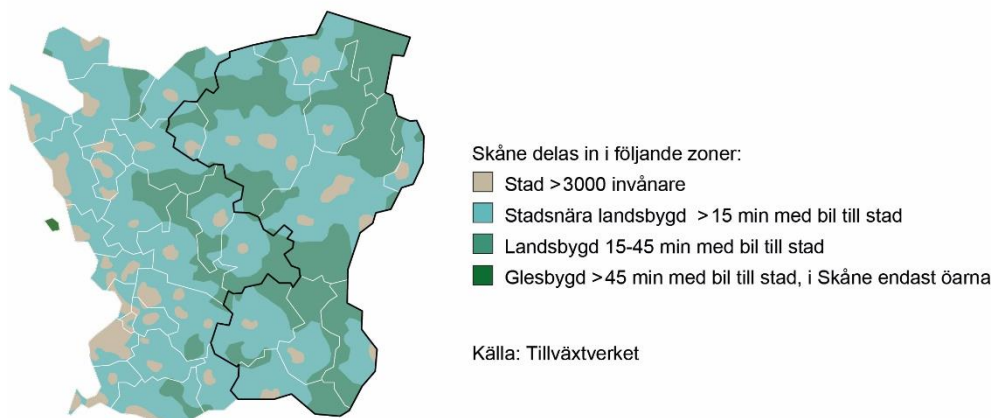 Skåne delas in i följande zoner:
Stad >3000 invånare
Stadsnära landsbygd >15 min med bil till stad
Landsbygd 15-45 min med bil till stad
Glesbygd >45 min med bil till stad, i Skåne endast öarna
Källa: Tillväxtverket